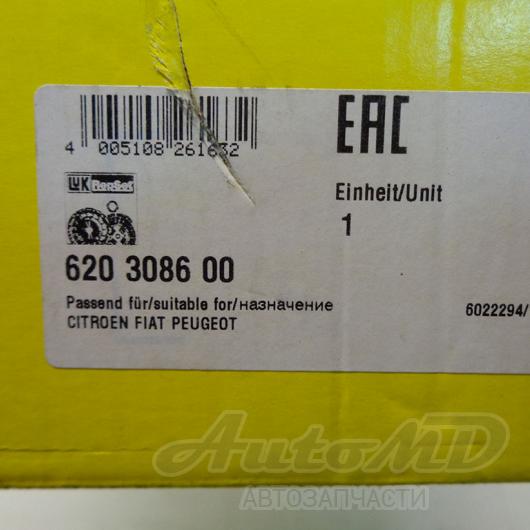 EAC
4 005108 261632
LuK RepSet
Einheit/Unit
1
620 3086 00
Passend für/suitable for/назначение
CITROEN FIAT PEUGEOT
6022294/
AutoMD
АВТОЗАПЧАСТИ